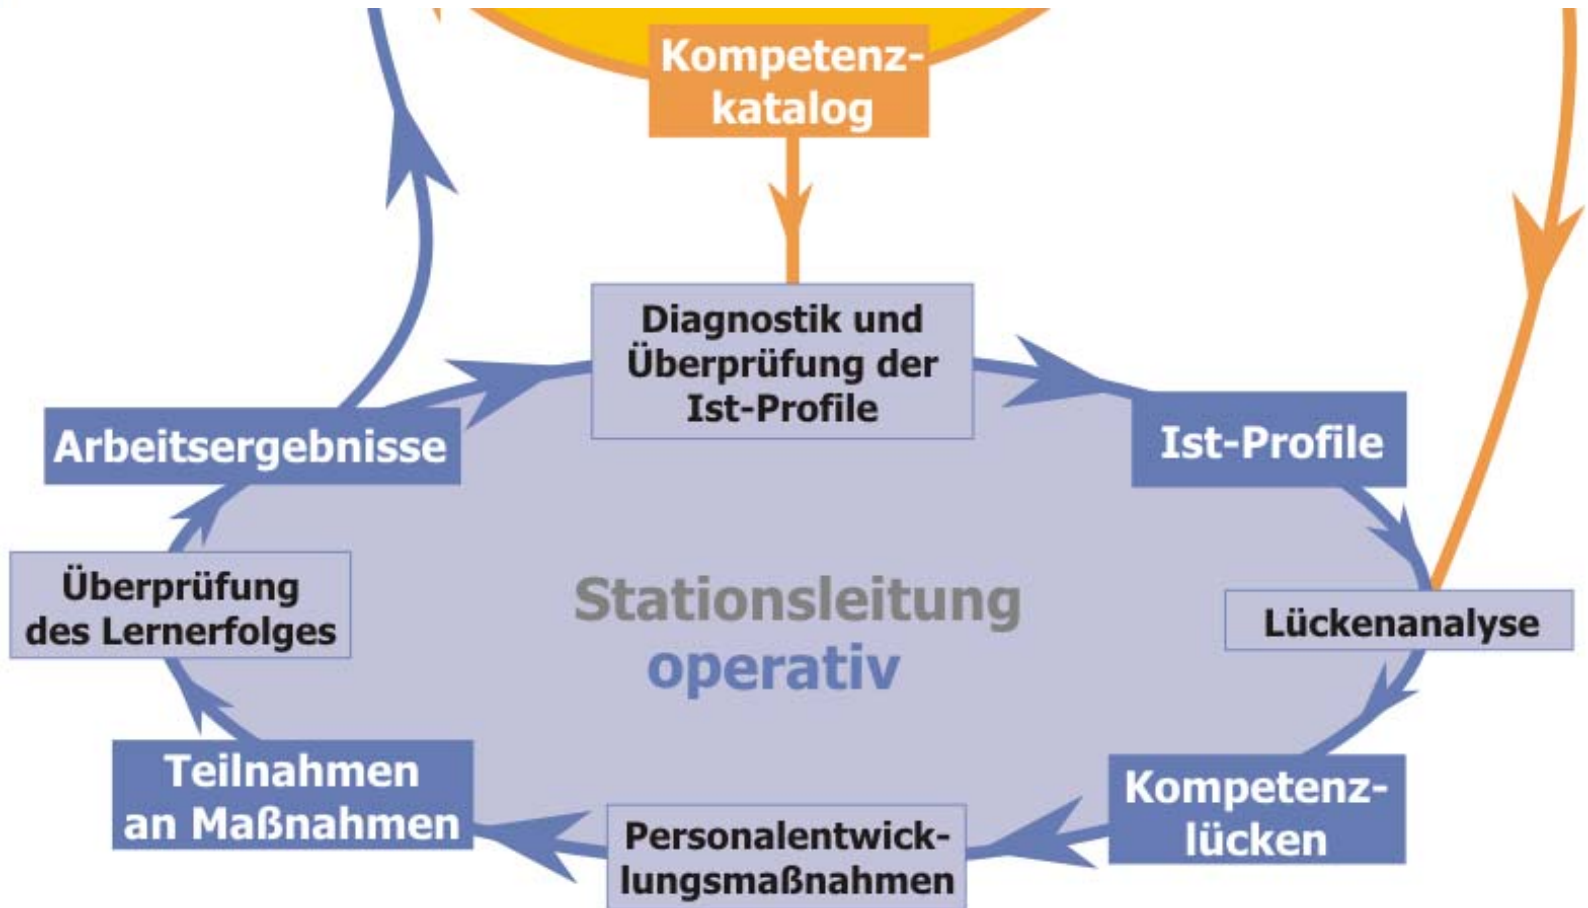 Kompetenz-
katalog
Diagnostik und
Überprüfung der
Ist-Profile
Arbeitsergebnisse
Ist-Profile
Überprüfung
des Lernerfolges
Stationsleitung
operativ
Lückenanalyse
Teilnahmen
an Maßnahmen
Personalentwick-
lungsmaßnahmen
Kompetenz-
lücken